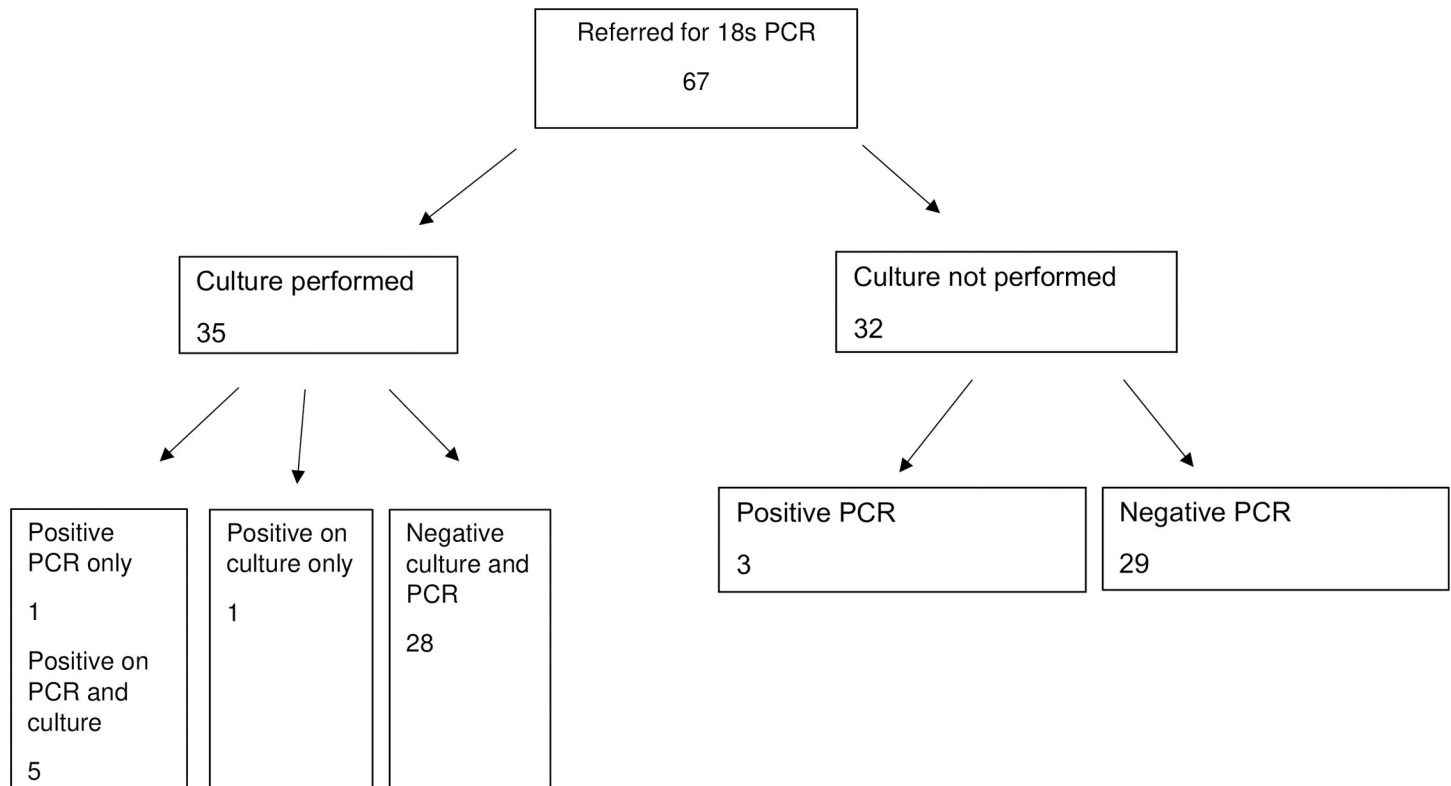 Referred for 18s PCR
67
Culture performed
35
Culture not performed
32
Positive
PCR only
1
Positive on
PCR and
culture
5
Positive on
culture only
1
Negative
culture and
PCR
28
Positive PCR
3
Negative PCR
29